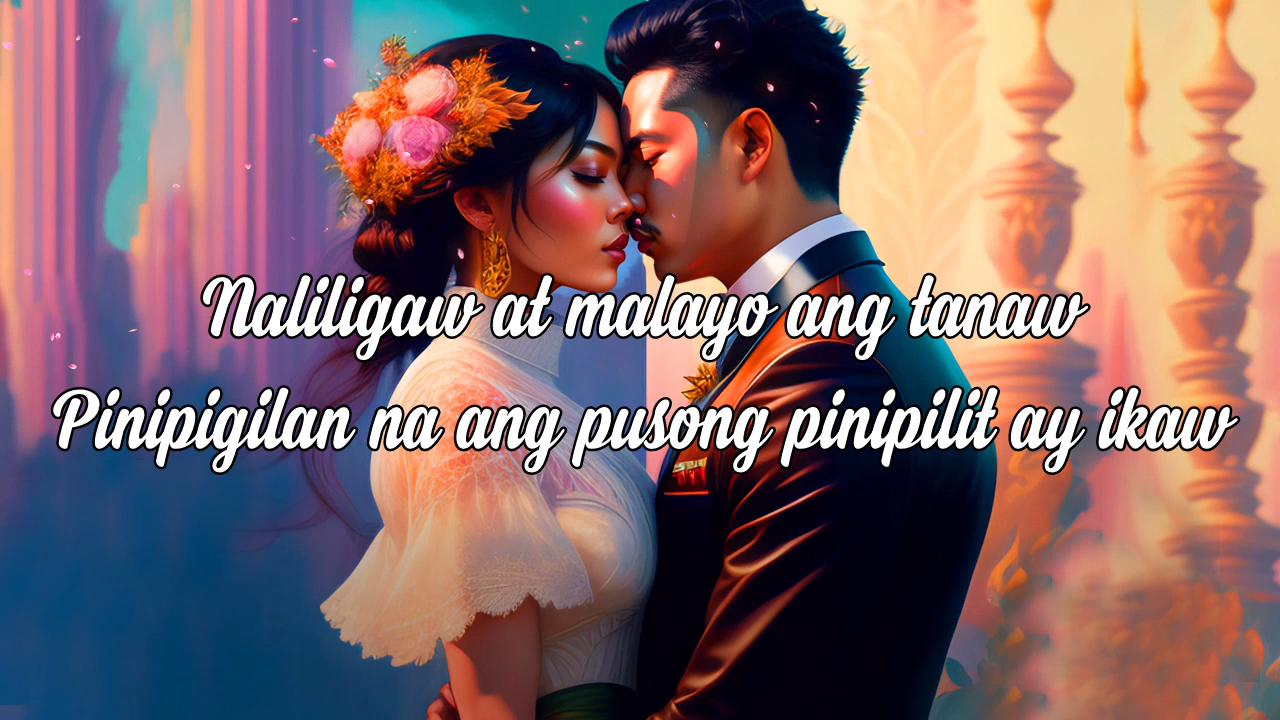 Naliligaw at malayo ang tanaw
Pinipigilan na ang pusong pinipilit ay ikaw